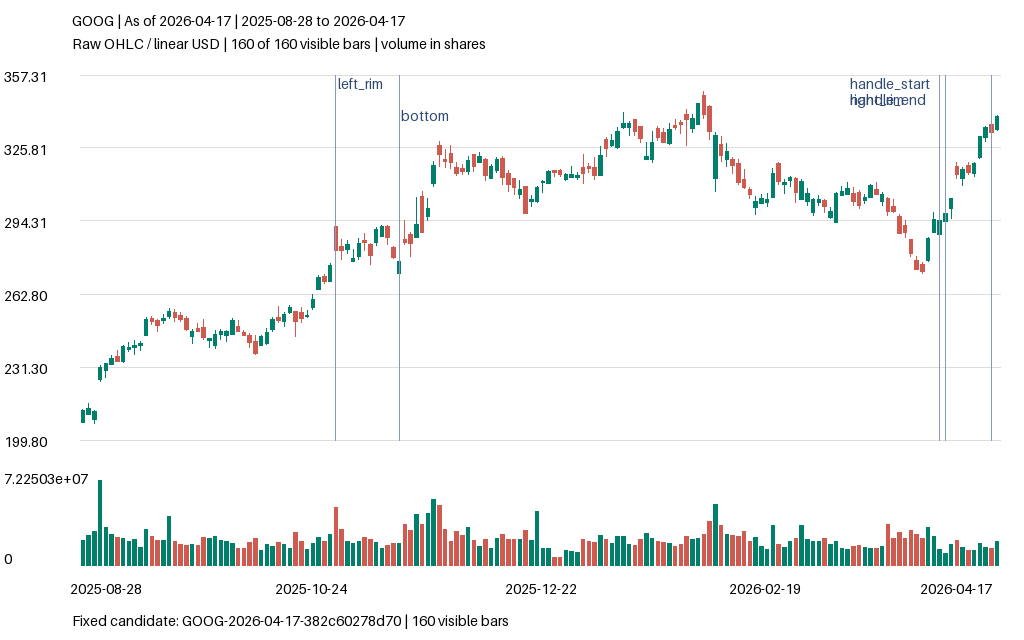 GOOG | As of 2026-04-17 | 2025-08-28 to 2026-04-17
Raw OHLC / linear USD | 160 of 160 visible bars | volume in shares
357.31
left_rim
handle_start
bottom
325.81
294.31
262.80
231.30
199.80
7.22503e+07
0
2025-08-28
2025-10-24
2025-12-22
2026-02-19
2026-04-17
Fixed candidate: GOOG-2026-04-17-382c60278d70 | 160 visible bars